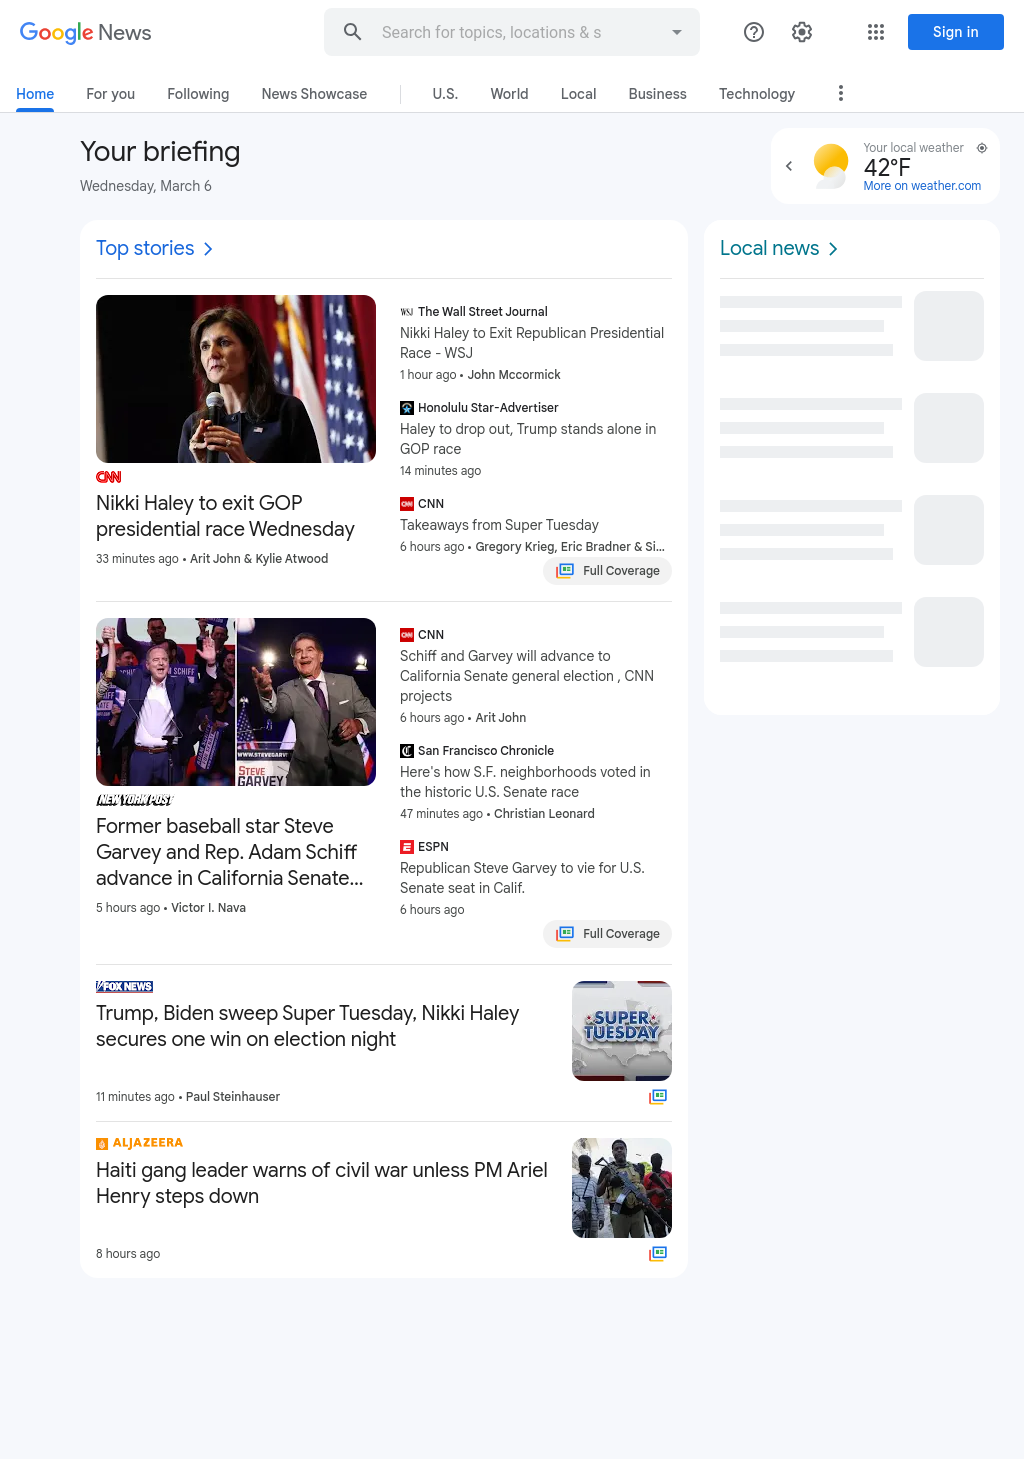 Google News
Search for topics, locations & s
Sign in
Home
For you
Following
News Showcase
U.S.
World
Local
Business
Technology
Your briefing
Wednesday, March 6
Your local weather
42°F
More on weather.com
Top stories
CNN
Nikki Haley to exit GOP
presidential race Wednesday
33 minutes ago • Arit John & Kylie Atwood
WSJ The Wall Street Journal
Nikki Haley to Exit Republican Presidential
Race - WSJ
1 hour ago • John Mccormick
Honolulu Star-Advertiser
Haley to drop out, Trump stands alone in
GOP race
14 minutes ago
CNN CNN
Takeaways from Super Tuesday
6 hours ago • Gregory Krieg, Eric Bradner & Si...
Full Coverage
SCHIFF
WWW.STEVEGARV
STEVE
GARVEY
NEW YORK POST
Former baseball star Steve
Garvey and Rep. Adam Schiff
advance in California Senate...
5 hours ago • Victor I. Nava
CNN CNN
Schiff and Garvey will advance to
California Senate general election , CNN
projects
6 hours ago • Arit John
San Francisco Chronicle
Here's how S.F. neighborhoods voted in
the historic U.S. Senate race
47 minutes ago • Christian Leonard
ESPN
Republican Steve Garvey to vie for U.S.
Senate seat in Calif.
6 hours ago
Full Coverage
FOX NEWS
Trump, Biden sweep Super Tuesday, Nikki Haley
secures one win on election night
11 minutes ago • Paul Steinhauser
SUPER
TUESDAY
ALJAZEERA
Haiti gang leader warns of civil war unless PM Ariel
Henry steps down
8 hours ago
Local news